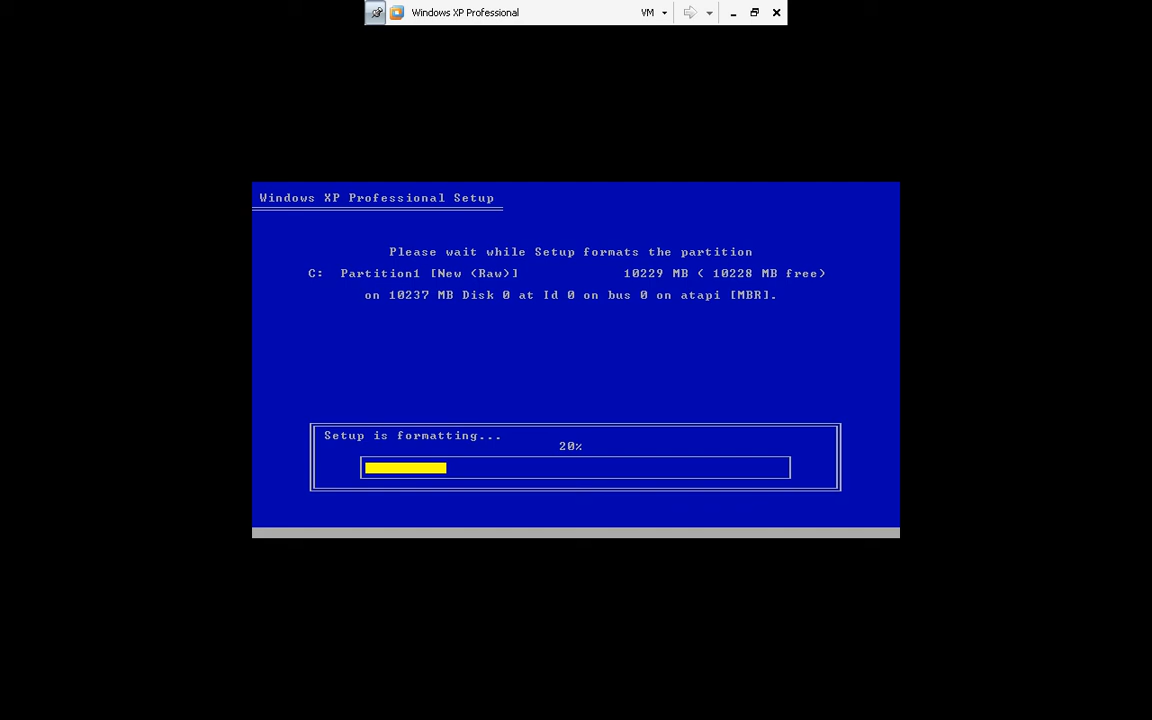 Windows XP Professional VM
Windows XP Professional Setup
Please wait while Setup formats the partition
C: Partition1 [New (Raw)] 10229 MB ( 10228 MB free)
on 10237 MB Disk 0 at Id 0 on bus 0 on atapi [MBR].
Setup is formatting...
20%